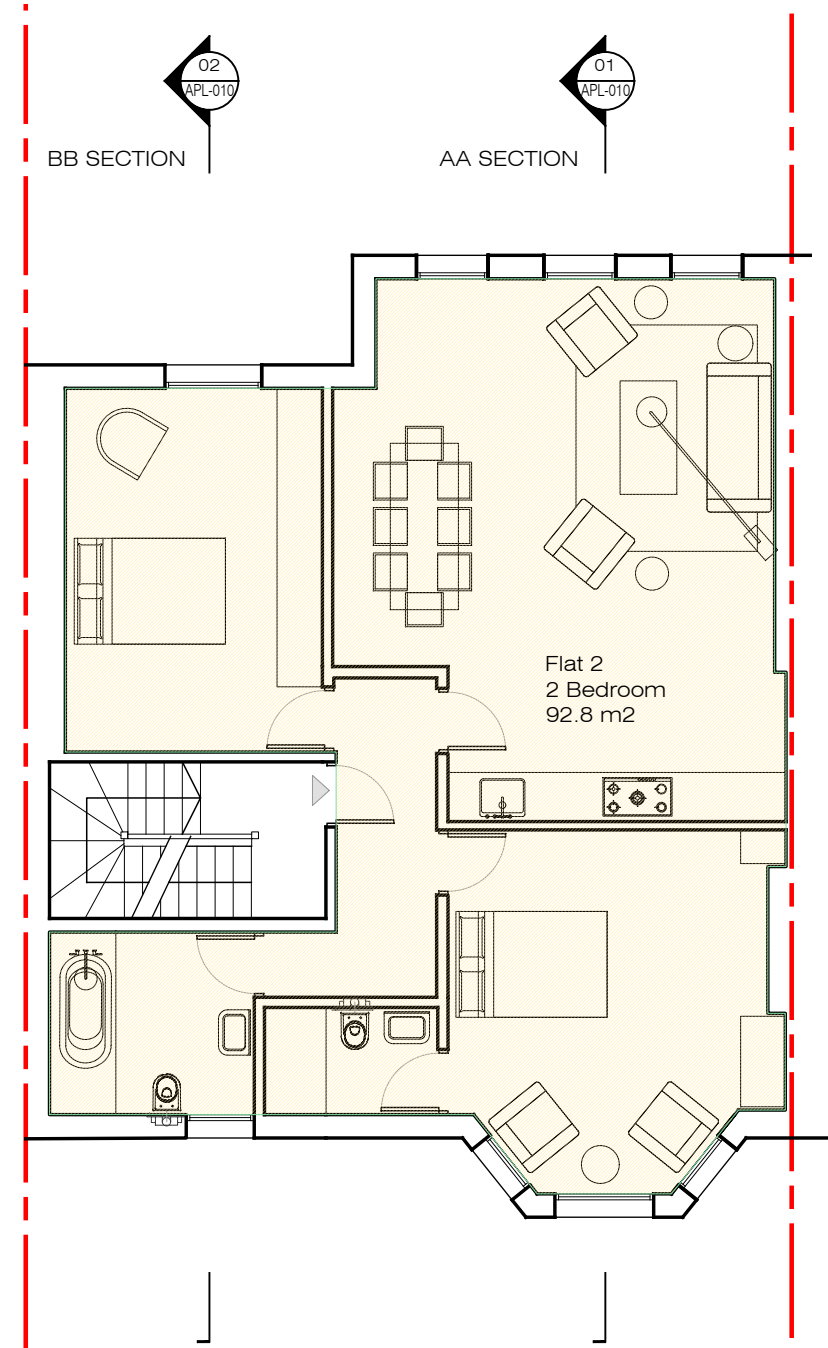 02
APL-010
BB SECTION
01
APL-010
AA SECTION
Flat 2
2 Bedroom
92.8 m2